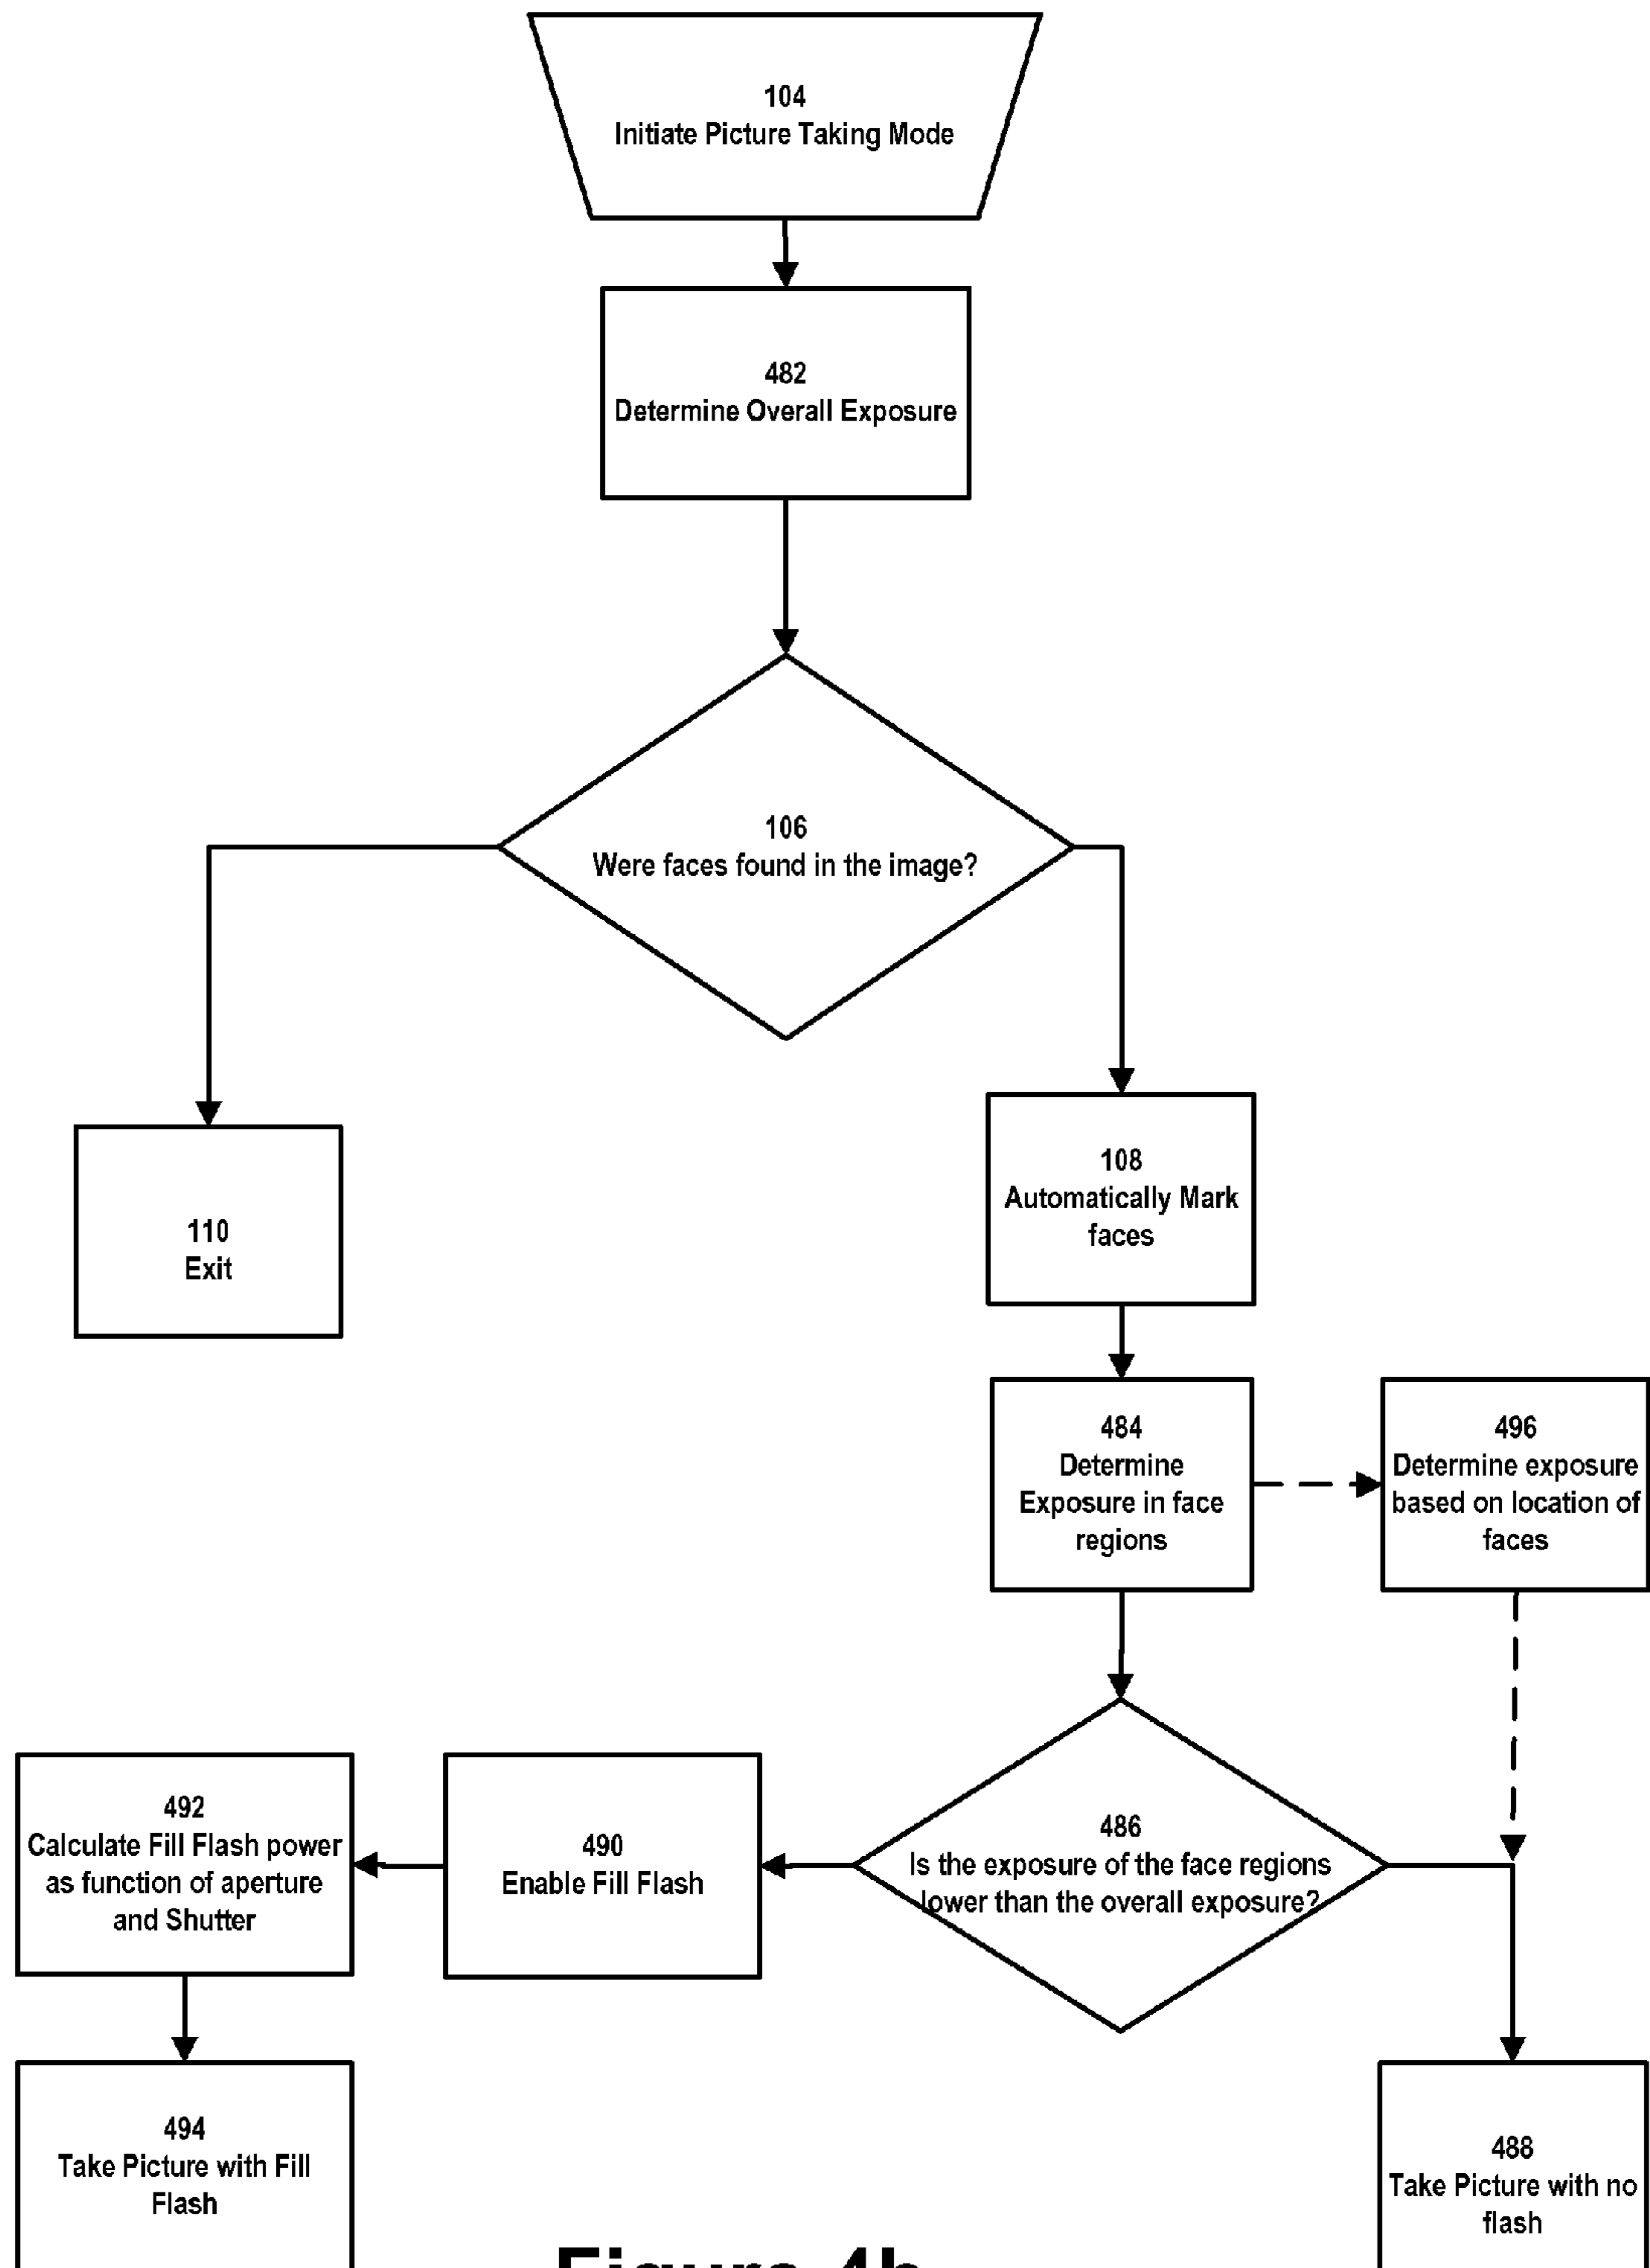 104
Initiate Picture Taking Mode
482
Determine Overall Exposure
106
Were faces found in the image?
108
Automatically Mark
faces
110
Exit
484
Determine
Exposure in face
regions
496
Determine exposure
based on location of
faces
486
Is the exposure of the face regions
lower than the overall exposure?
490
Enable Fill Flash
492
Calculate Fill Flash power
as function of aperture
and Shutter
494
Take Picture with Fill
Flash
488
Take Picture with no
flash
Figure 4b